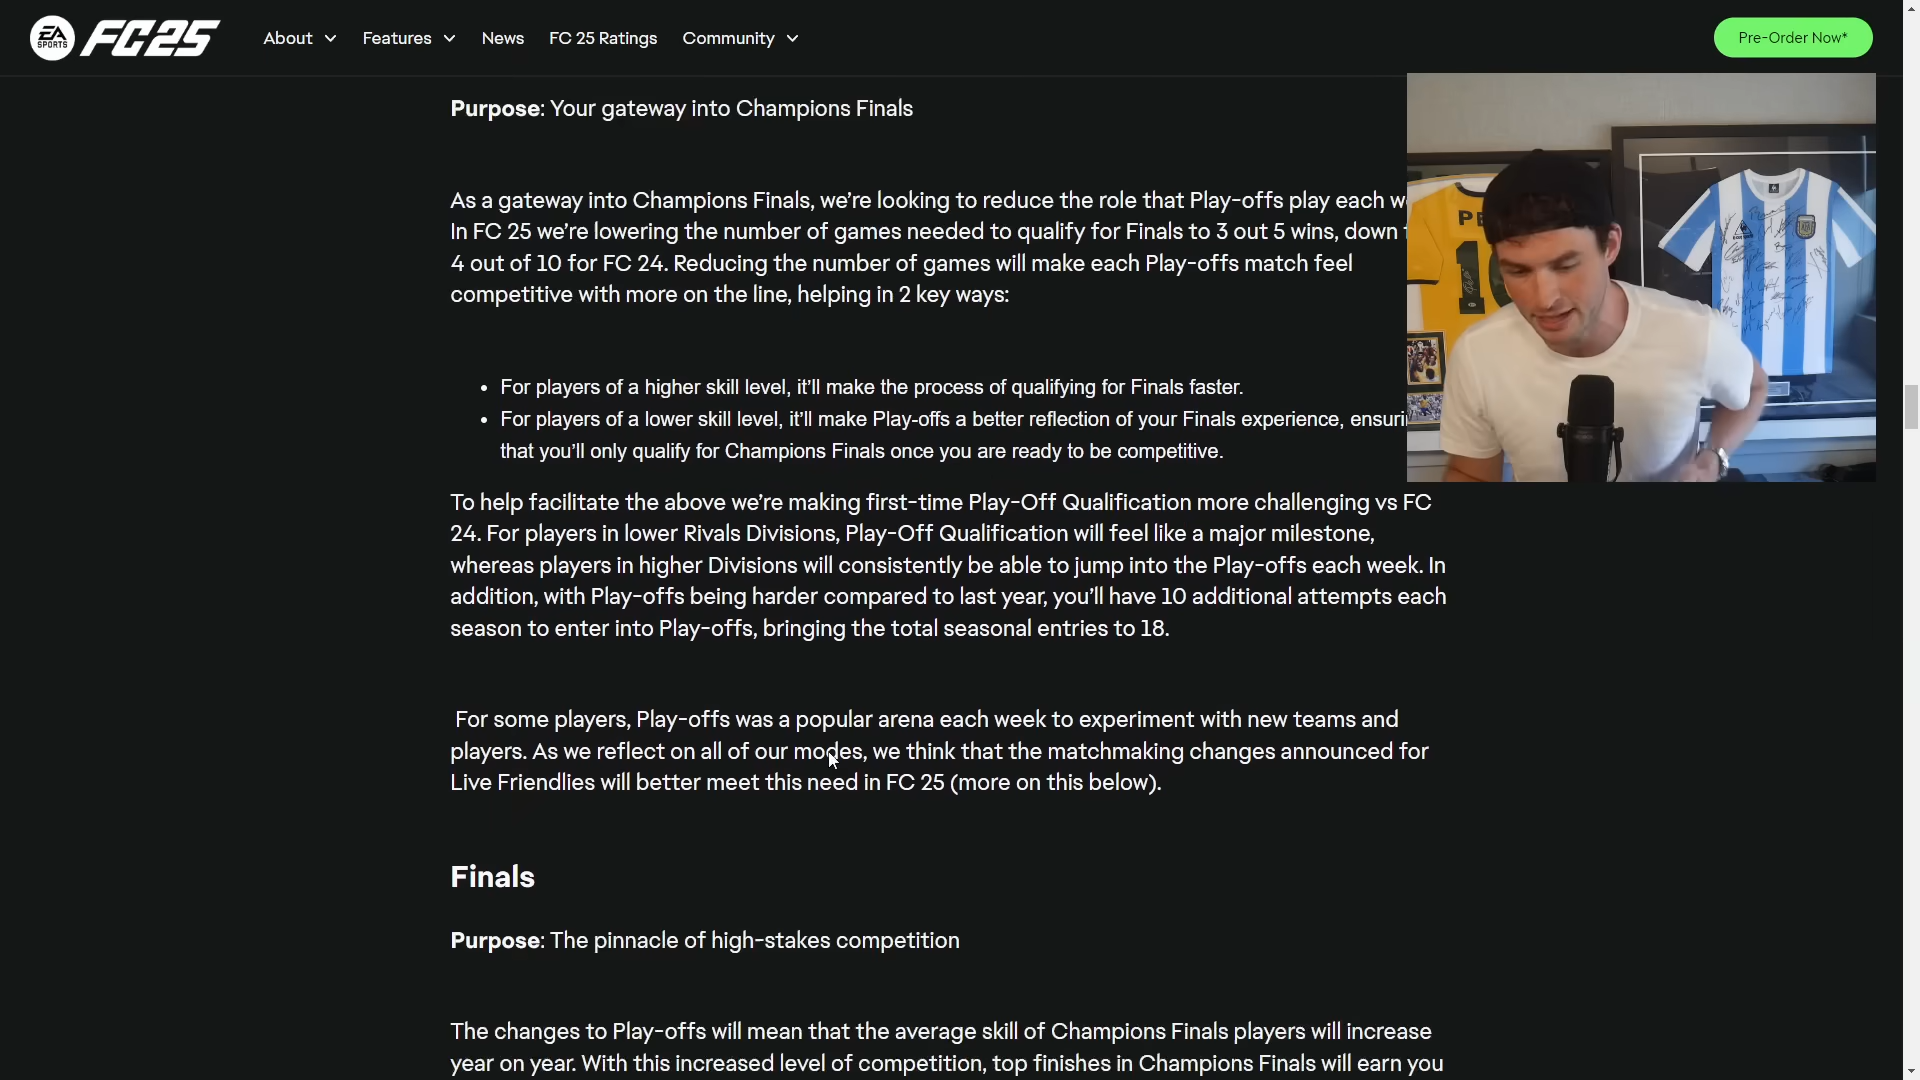 EA SPORTS FC 25
About Features News FC 25 Ratings Community
Pre-Order Now*
Purpose: Your gateway into Champions Finals
As a gateway into Champions Finals, we’re looking to reduce the role that Play-offs play each
In FC 25 we’re lowering the number of games needed to qualify for Finals to 3 out 5 wins, down
4 out of 10 for FC 24. Reducing the number of games will make each Play-offs match feel
competitive with more on the line, helping in 2 key ways:
• For players of a higher skill level, it’ll make the process of qualifying for Finals faster.
• For players of a lower skill level, it’ll make Play-offs a better reflection of your Finals experience,
that you’ll only qualify for Champions Finals once you are ready to be competitive.
To help facilitate the above we’re making first-time Play-Off Qualification more challenging vs FC
24. For players in lower Rivals Divisions, Play-Off Qualification will feel like a major milestone,
whereas players in higher Divisions will consistently be able to jump into the Play-offs each week. In
addition, with Play-offs being harder compared to last year, you’ll have 10 additional attempts each
season to enter into Play-offs, bringing the total seasonal entries to 18.
For some players, Play-offs was a popular arena each week to experiment with new teams and
players. As we reflect on all of our modes, we think that the matchmaking changes announced for
Live Friendlies will better meet this need in FC 25 (more on this below).
Finals
Purpose: The pinnacle of high-stakes competition
The changes to Play-offs will mean that the average skill of Champions Finals players will increase
year on year. With this increased level of competition, top finishes in Champions Finals will earn you
PE
10